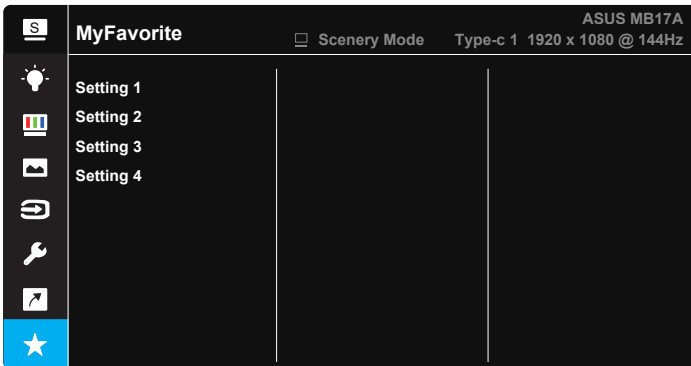 S
MyFavorite
ASUS MB17A
Scenery Mode Type-c 1 1920 x 1080 @ 144Hz
Setting 1
Setting 2
Setting 3
Setting 4